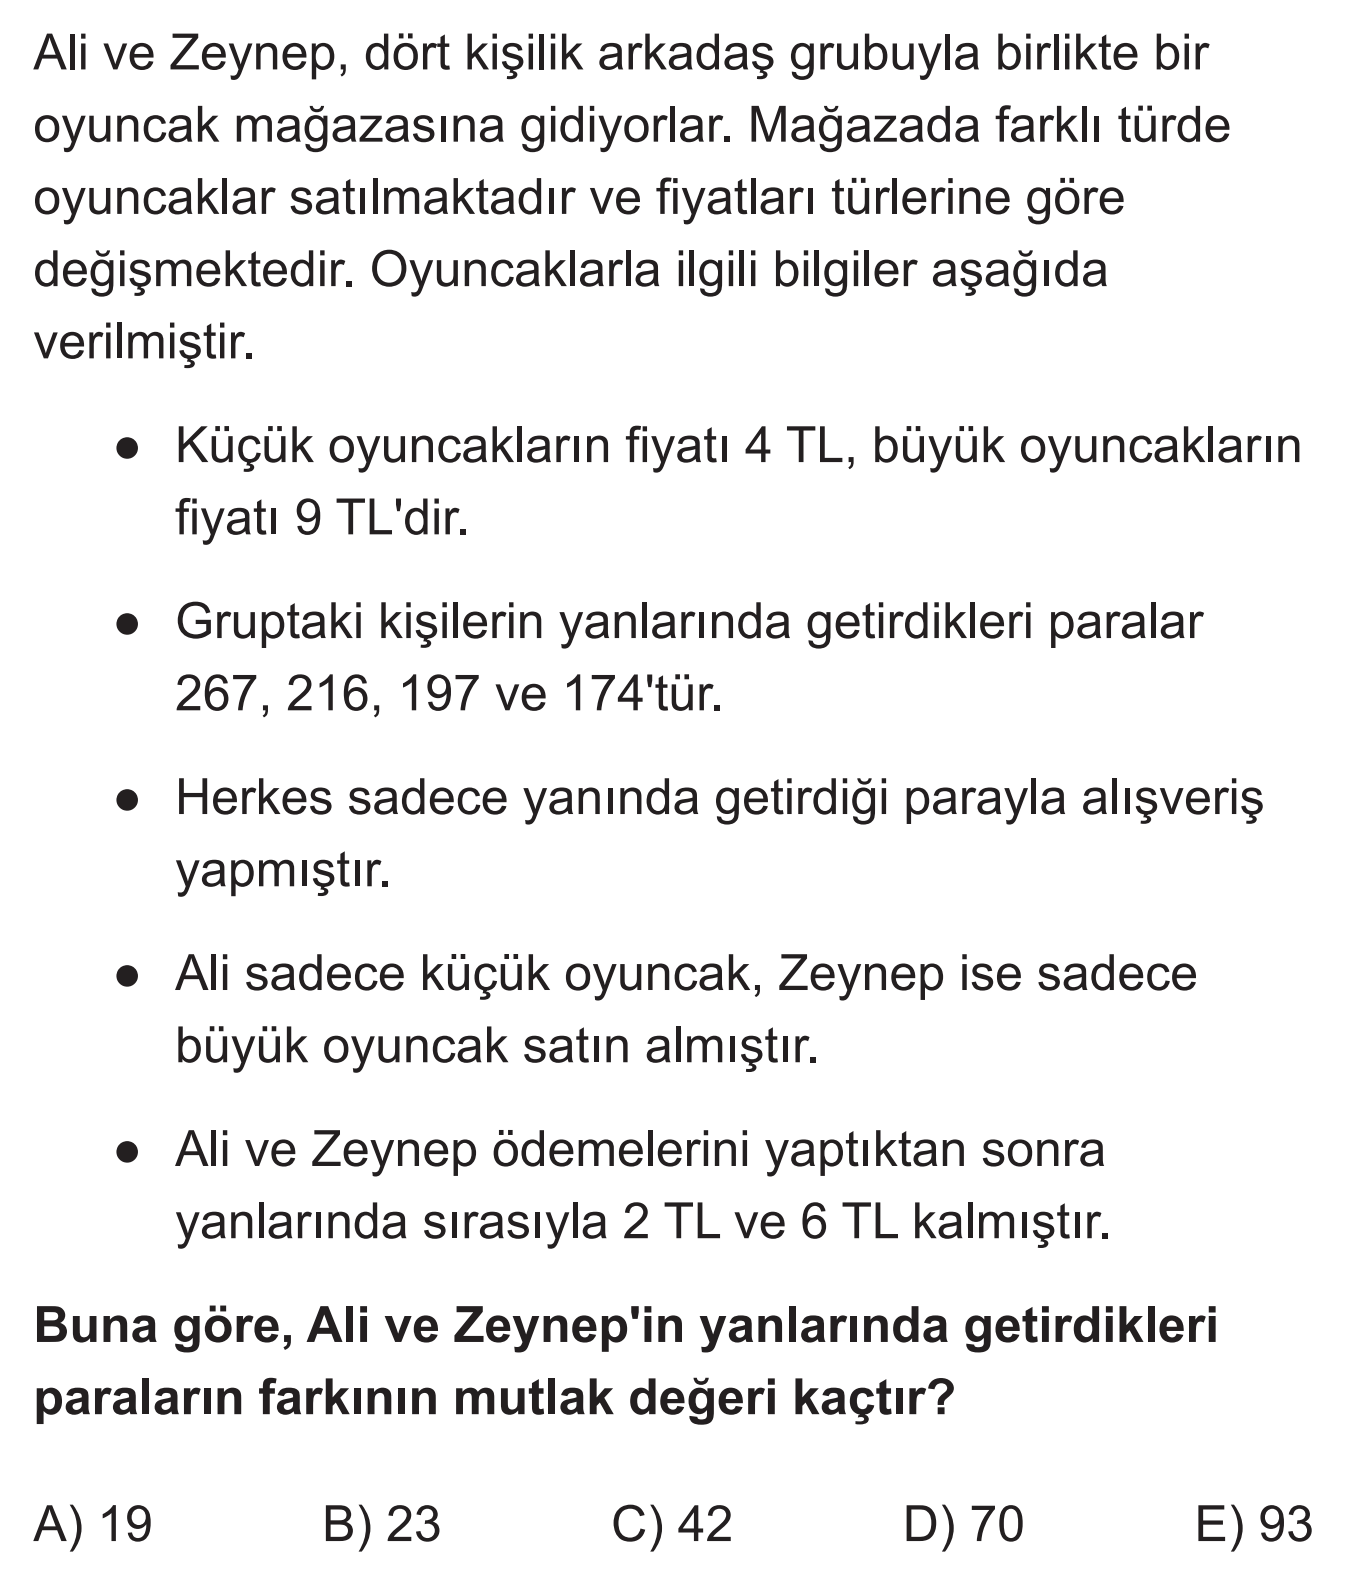 Ali ve Zeynep, dört kişilik arkadaş grubuyla birlikte bir
oyuncak mağazasına gidiyorlar. Mağazada farklı türde
oyuncaklar satılmaktadır ve fiyatları türlerine göre
değişmektedir. Oyuncaklarla ilgili bilgiler aşağıda
verilmiştir.
● Küçük oyuncakların fiyatı 4 TL, büyük oyuncakların
fiyatı 9 TL'dir.
● Gruptaki kişilerin yanlarında getirdikleri paralar
267, 216, 197 ve 174'tür.
● Herkes sadece yanında getirdiği parayla alışveriş
yapmıştır.
● Ali sadece küçük oyuncak, Zeynep ise sadece
büyük oyuncak satın almıştır.
● Ali ve Zeynep ödemelerini yaptıktan sonra
yanlarında sırasıyla 2 TL ve 6 TL kalmıştır.
Buna göre, Ali ve Zeynep'in yanlarında getirdikleri
paraların farkının mutlak değeri kaçtır?
A) 19 B) 23 C) 42 D) 70 E) 93